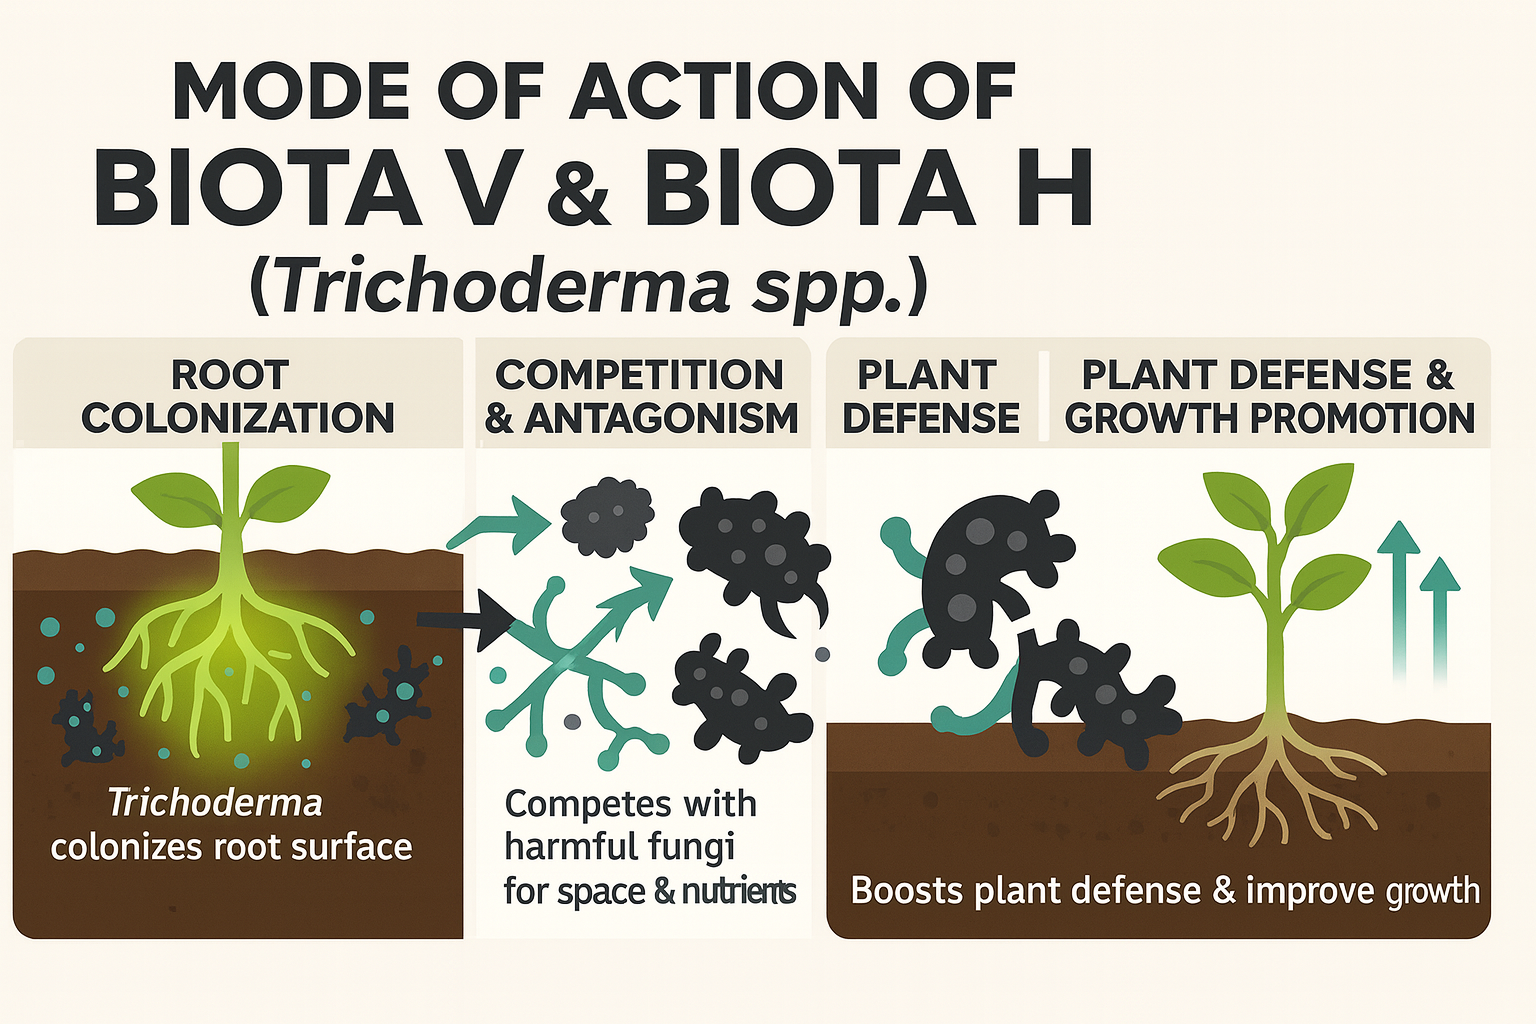 MODE OF ACTION OF
BIOTA V & BIOTA H
(Trichoderma spp.)
ROOT
COLONIZATION
COMPETITION
& ANTAGONISM
PLANT
DEFENSE
PLANT DEFENSE &
GROWTH PROMOTION
Trichoderma
colonizes root surface
Competes with
harmful fungi
for space & nutrients
Boosts plant defense & improve growth